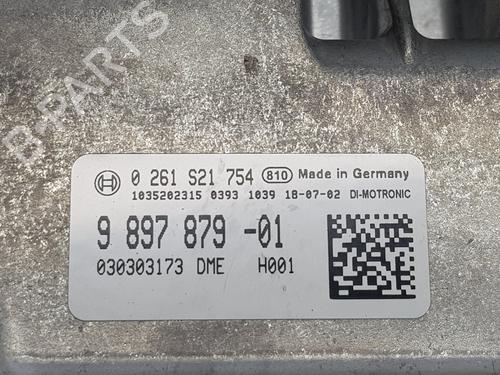 B-PARTS
0 261 S21 754 810 Made in Germany
1035202315 0393 1039 18-07-02 DI-MOTRONIC
9 897 879 -01
030303173 DME H001